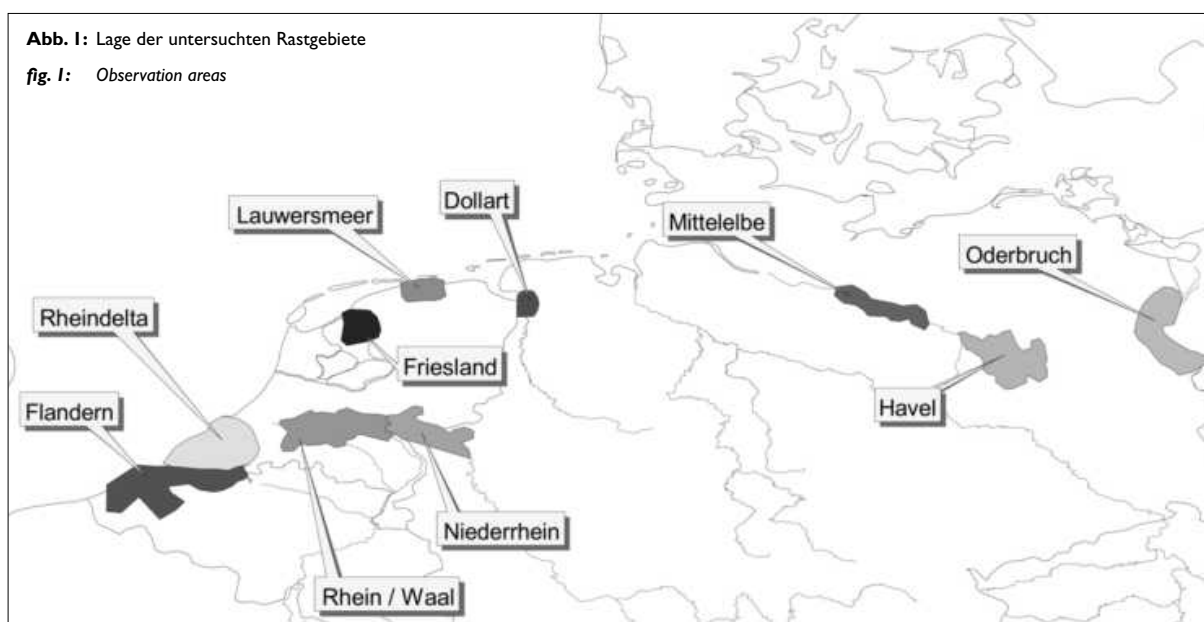 Abb. 1: Lage der untersuchten Rastgebiete
fig. 1: Observation areas
Dollart
Lauwersmeer
Mittelelbe
Oderbruch
Rheindelta
Friesland
Flandern
Havel
Niederrhein
Rhein / Waal